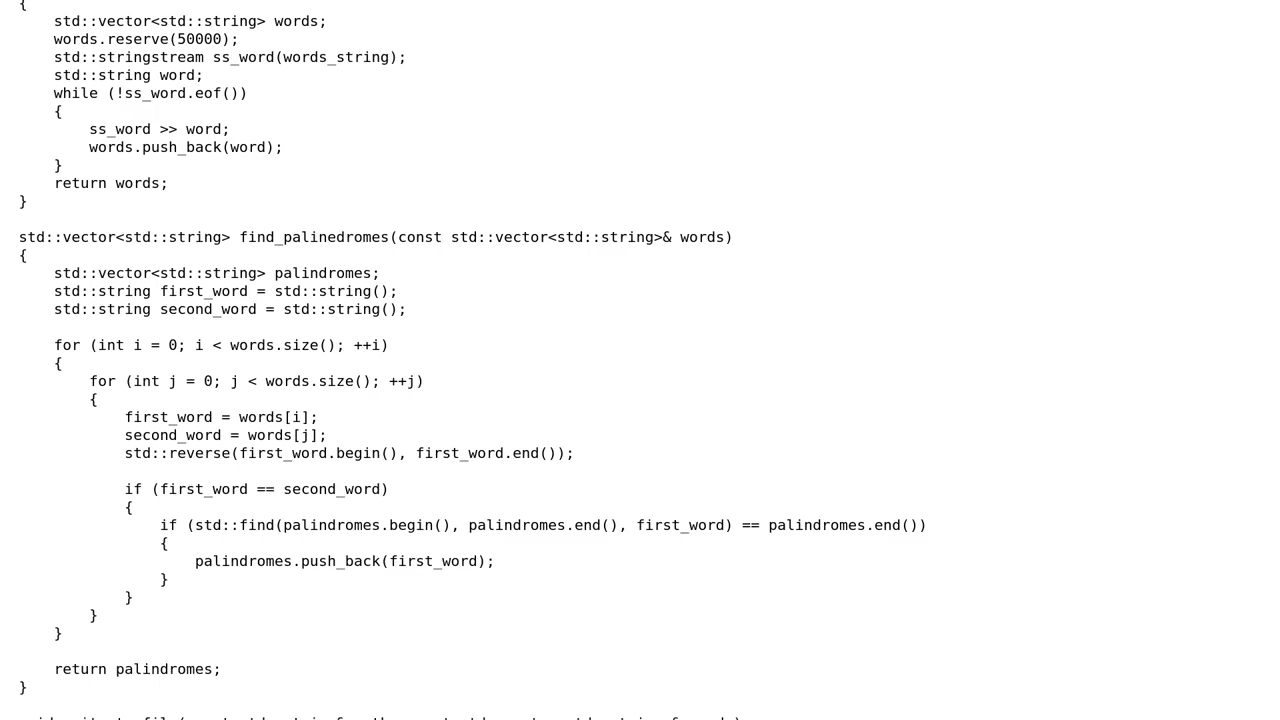 {
    std::vector<std::string> words;
    words.reserve(50000);
    std::stringstream ss_word(words_string);
    std::string word;
    while (!ss_word.eof())
    {
        ss_word >> word;
        words.push_back(word);
    }
    return words;
}

std::vector<std::string> find_palinedromes(const std::vector<std::string>& words)
{
    std::vector<std::string> palindromes;
    std::string first_word = std::string();
    std::string second_word = std::string();

    for (int i = 0; i < words.size(); ++i)
    {
        for (int j = 0; j < words.size(); ++j)
        {
            first_word = words[i];
            second_word = words[j];
            std::reverse(first_word.begin(), first_word.end());

            if (first_word == second_word)
            {
                if (std::find(palindromes.begin(), palindromes.end(), first_word) == palindromes.end())
                {
                    palindromes.push_back(first_word);
                }
            }
        }
    }

    return palindromes;
}